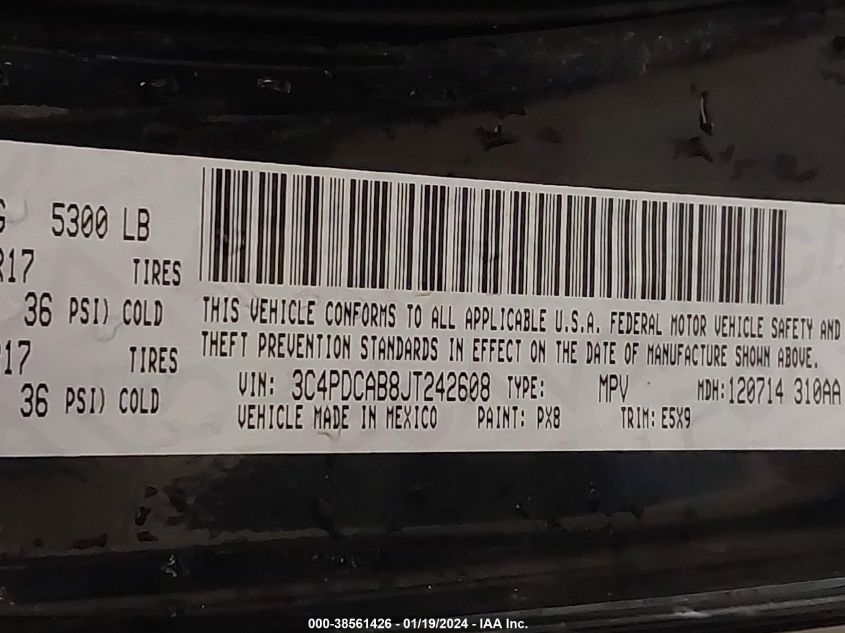 5300 LB
R17 TIRES
36 PSI) COLD
THIS VEHICLE CONFORMS TO ALL APPLICABLE U.S.A. FEDERAL MOTOR VEHICLE SAFETY AND
THEFT PREVENTION STANDARDS IN EFFECT ON THE DATE OF MANUFACTURE SHOWN ABOVE.
R17 TIRES
36 PSI) COLD
VIN: 3C4PDCAB8JT242608 TYPE: MPV MDH:120714 310AA
VEHICLE MADE IN MEXICO PAINT: PX8 TRIM: E5X9
000-38561426 - 01/19/2024 - IAA Inc.